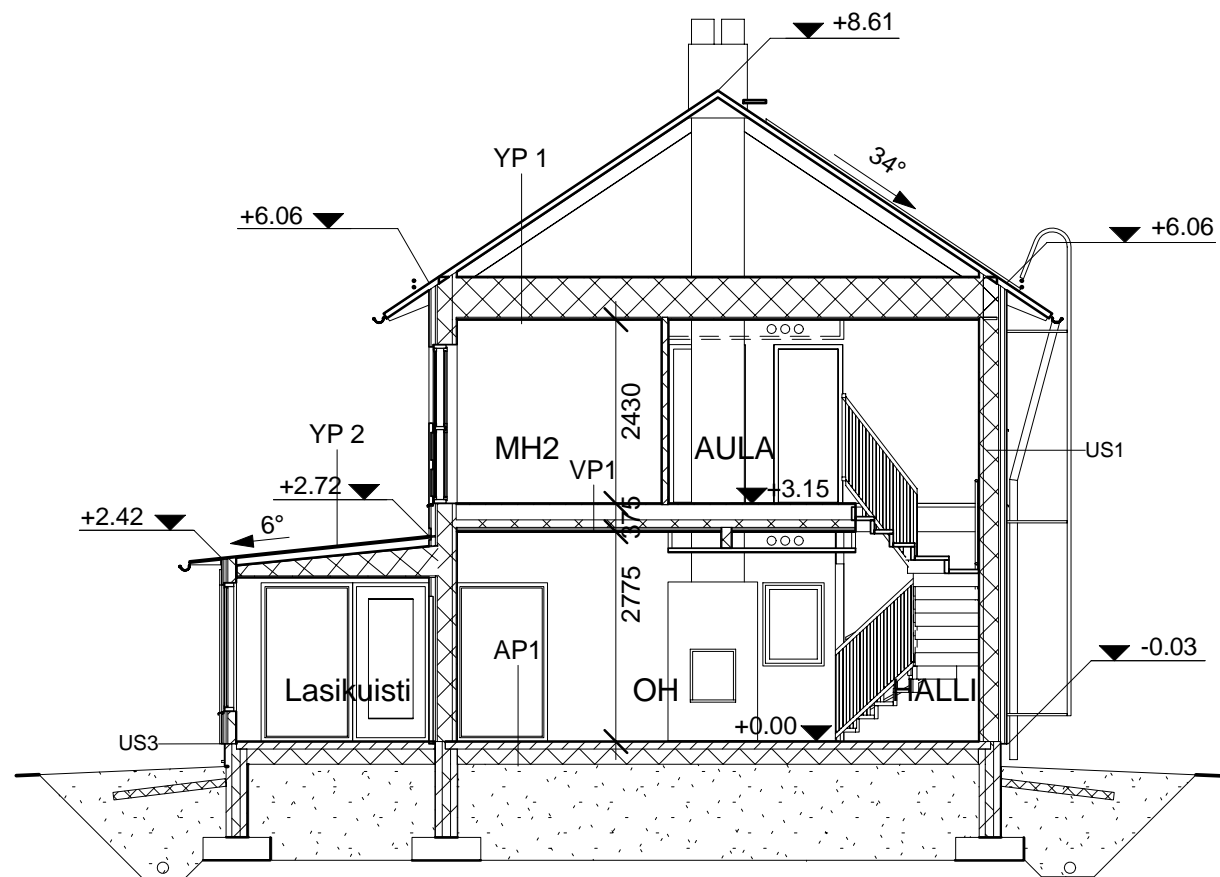 +8.61
YP 1
34°
+6.06
+6.06
2430
YP 2
MH2
AULA
US1
VP1
+2.72
+3.15
+2.42
6°
375
2775
AP1
-0.03
Lasikuisti
OH
HALLI
+0.00
US3